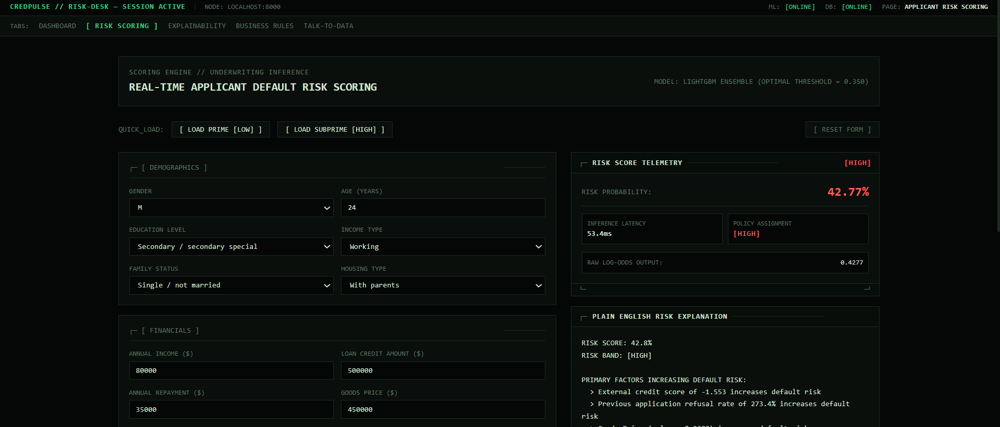 CREDPULSE // RISK-DESK — SESSION ACTIVE NODE: LOCALHOST:8000 ML: [ONLINE] DB: [ONLINE] PAGE: APPLICANT RISK SCORING
TABS: DASHBOARD [ RISK SCORING ] EXPLAINABILITY BUSINESS RULES TALK-TO-DATA
SCORING ENGINE // UNDERWRITING INFERENCE
REAL-TIME APPLICANT DEFAULT RISK SCORING
MODEL: LIGHTGBM ENSEMBLE (OPTIMAL THRESHOLD = 0.350)
QUICK_LOAD: [ LOAD PRIME [LOW] ] [ LOAD SUBPRIME [HIGH] ] [ RESET FORM ]
[ DEMOGRAPHICS ]
GENDER AGE (YEARS)
M 24
EDUCATION LEVEL INCOME TYPE
Secondary / secondary special Working
FAMILY STATUS HOUSING TYPE
Single / not married With parents
[ FINANCIALS ]
ANNUAL INCOME ($) LOAN CREDIT AMOUNT ($)
80000 500000
ANNUAL REPAYMENT ($) GOODS PRICE ($)
35000 450000
RISK SCORE TELEMETRY [HIGH]
RISK PROBABILITY: 42.77%
INFERENCE LATENCY POLICY ASSIGNMENT
53.4ms [HIGH]
RAW LOG-ODDS OUTPUT: 0.4277
PLAIN ENGLISH RISK EXPLANATION
RISK SCORE: 42.8%
RISK BAND: [HIGH]
PRIMARY FACTORS INCREASING DEFAULT RISK:
> External credit score of -1.553 increases default risk
> Previous application refusal rate of 273.4% increases default
risk